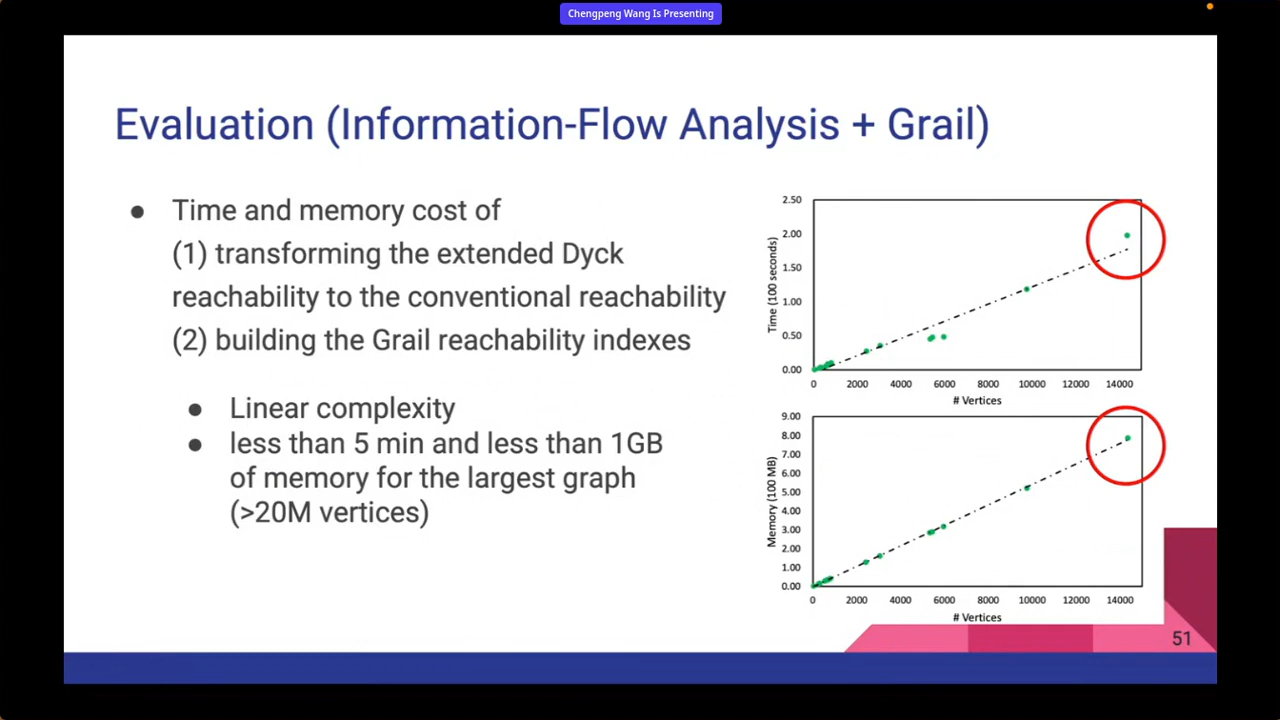 Chengpeng Wang Is Presenting
Evaluation (Information-Flow Analysis + Grail)
● Time and memory cost of
(1) transforming the extended Dyck
reachability to the conventional reachability
(2) building the Grail reachability indexes
● Linear complexity
● less than 5 min and less than 1GB
of memory for the largest graph
(>20M vertices)
Time (100 seconds)
2.50
2.00
1.50
1.00
0.50
0.00
0 2000 4000 6000 8000 10000 12000 14000
# Vertices
Memory (100 MB)
9.00
8.00
7.00
6.00
5.00
4.00
3.00
2.00
1.00
0.00
0 2000 4000 6000 8000 10000 12000 14000
# Vertices
51